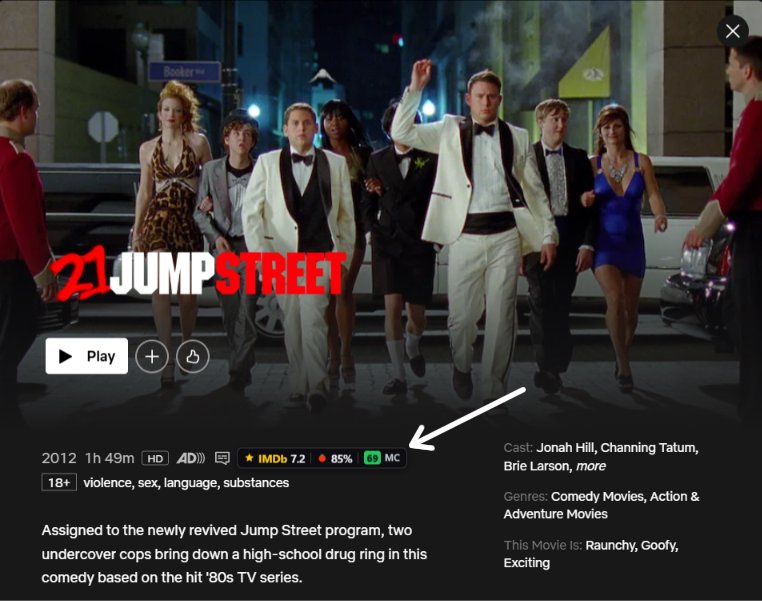 Booker
21 JUMP STREET
Play
2012 1h 49m HD AD IMDb 7.2 85% 69 MC
18+ violence, sex, language, substances
Assigned to the newly revived Jump Street program, two
undercover cops bring down a high-school drug ring in this
comedy based on the hit '80s TV series.
Cast: Jonah Hill, Channing Tatum,
Brie Larson, more
Genres: Comedy Movies, Action &
Adventure Movies
This Movie Is: Raunchy, Goofy,
Exciting